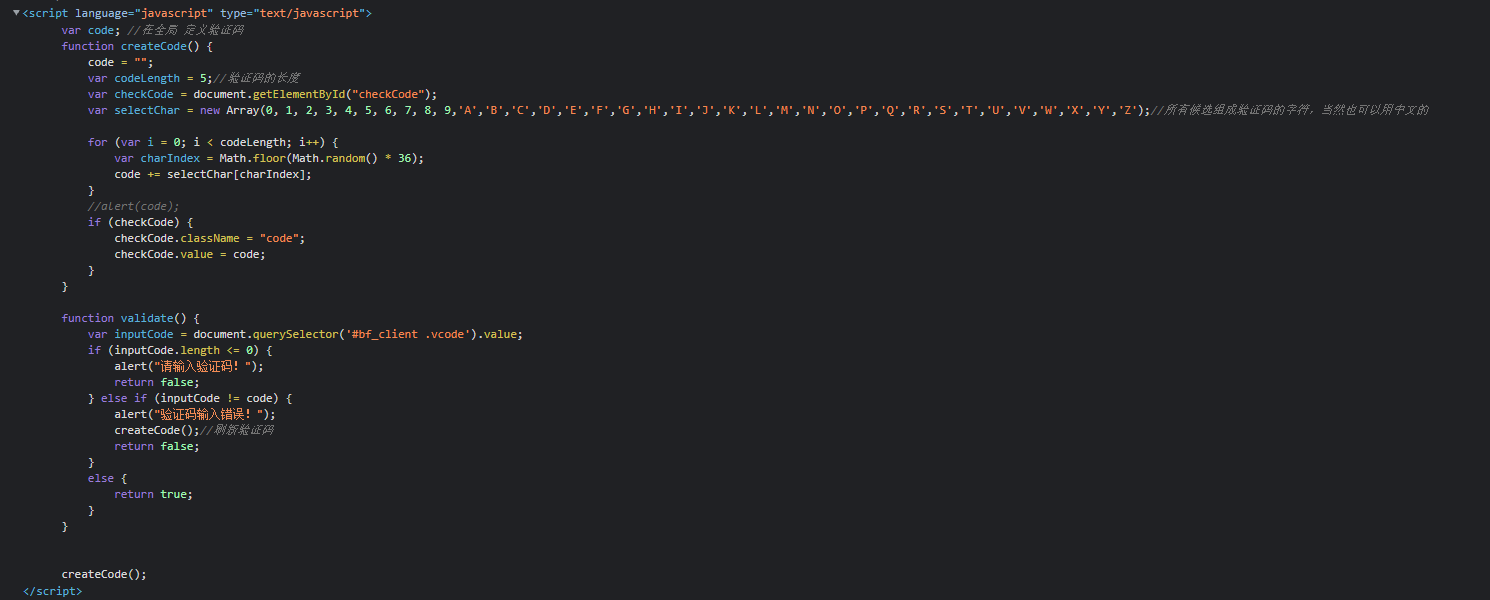 ▼<script language="javascript" type="text/javascript">
var code; //在全局 定义验证码
function createCode() {
code = "";
var codeLength = 5;//验证码的长度
var checkCode = document.getElementById("checkCode");
var selectChar = new Array(0, 1, 2, 3, 4, 5, 6, 7, 8, 9,'A','B','C','D','E','F','G','H','I','J','K','L','M','N','O','P','Q','R','S','T','U','V','W','X','Y','Z');//所有候选组成验证码的字符，当然也可以用中文的
for (var i = 0; i < codeLength; i++) {
var charIndex = Math.floor(Math.random() * 36);
code += selectChar[charIndex];
}
//alert(code);
if (checkCode) {
checkCode.className = "code";
checkCode.value = code;
}
}
function validate() {
var inputCode = document.querySelector('#bf_client .vcode').value;
if (inputCode.length <= 0) {
alert("请输入验证码！");
return false;
} else if (inputCode != code) {
alert("验证码输入错误！");
createCode();//刷新验证码
return false;
}
else {
return true;
}
}
createCode();
</script>